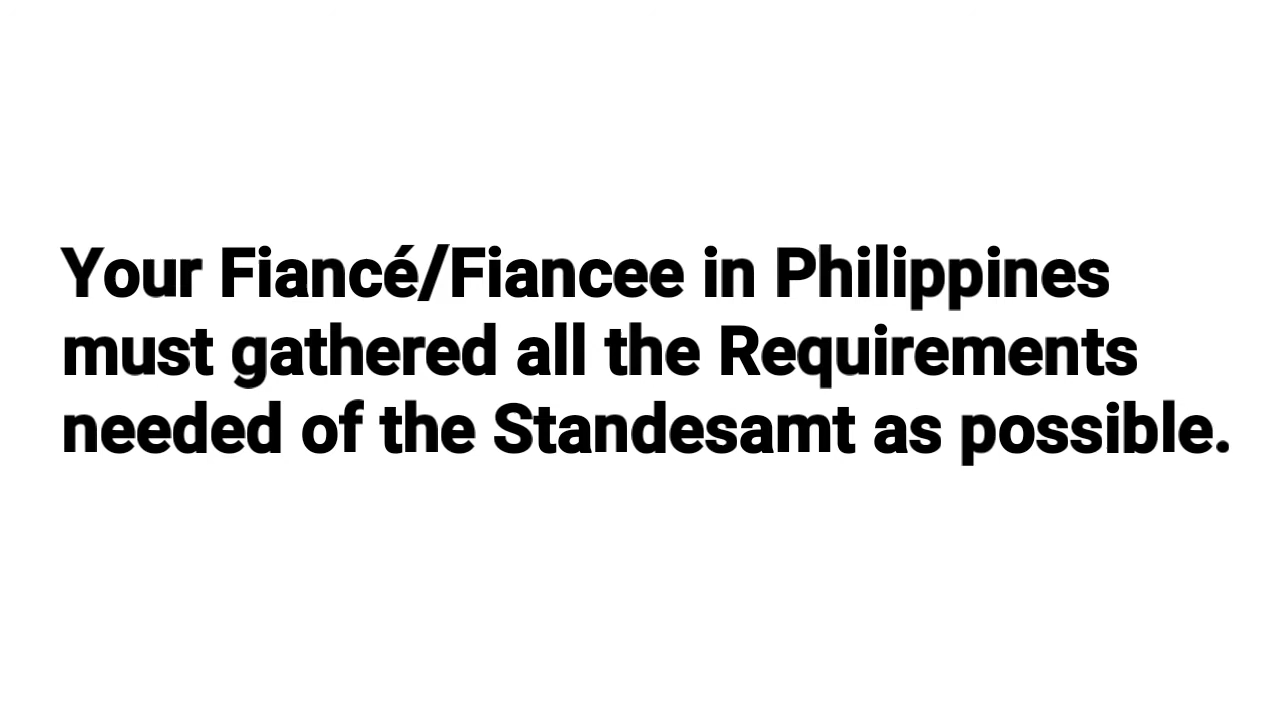 Your Fiancé/Fiancee in Philippines
must gathered all the Requirements
needed of the Standesamt as possible.